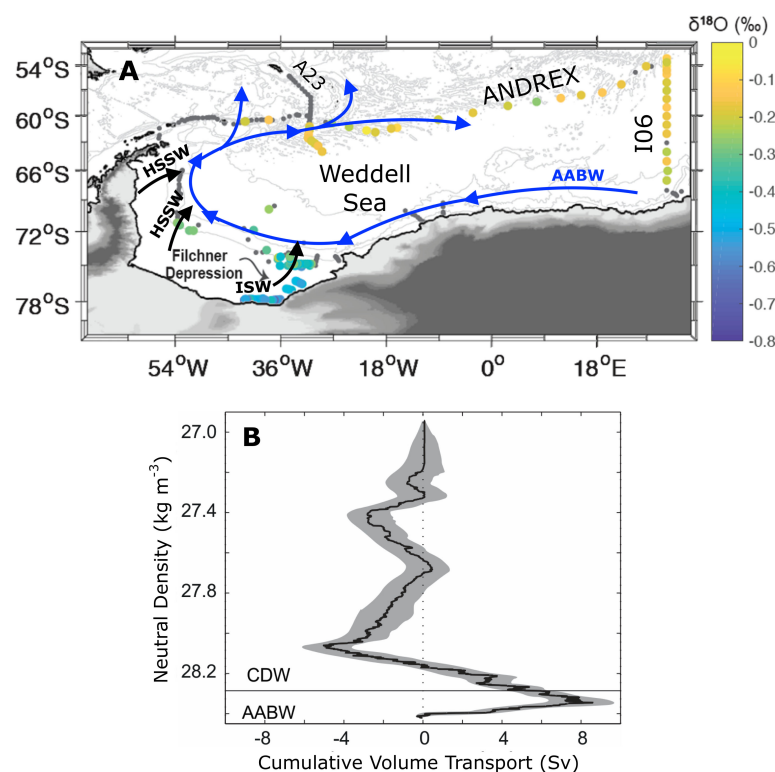 δ¹⁸O (‰)
A
A23
ANDREX
I06
54°S
60°S
66°S
72°S
78°S
HSSW
HSSW
Weddell
Sea
AABW
Filchner
Depression
ISW
54°W
36°W
18°W
0°
18°E
0
-0.1
-0.2
-0.3
-0.4
-0.5
-0.6
-0.7
-0.8
B
Neutral Density (kg m⁻³)
27.0
27.4
27.8
28.2
CDW
AABW
-8
-4
0
4
8
Cumulative Volume Transport (Sv)